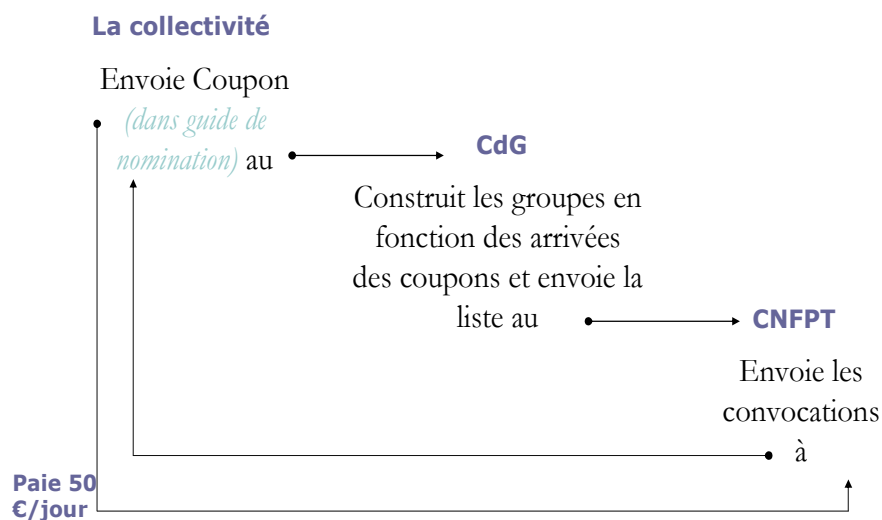 La collectivité
Envoie Coupon
(dans guide de
nomination) au
CdG
Construit les groupes en
fonction des arrivées
des coupons et envoie la
liste au
CNFPT
Envoie les
convocations
à
Paie 50
€/jour